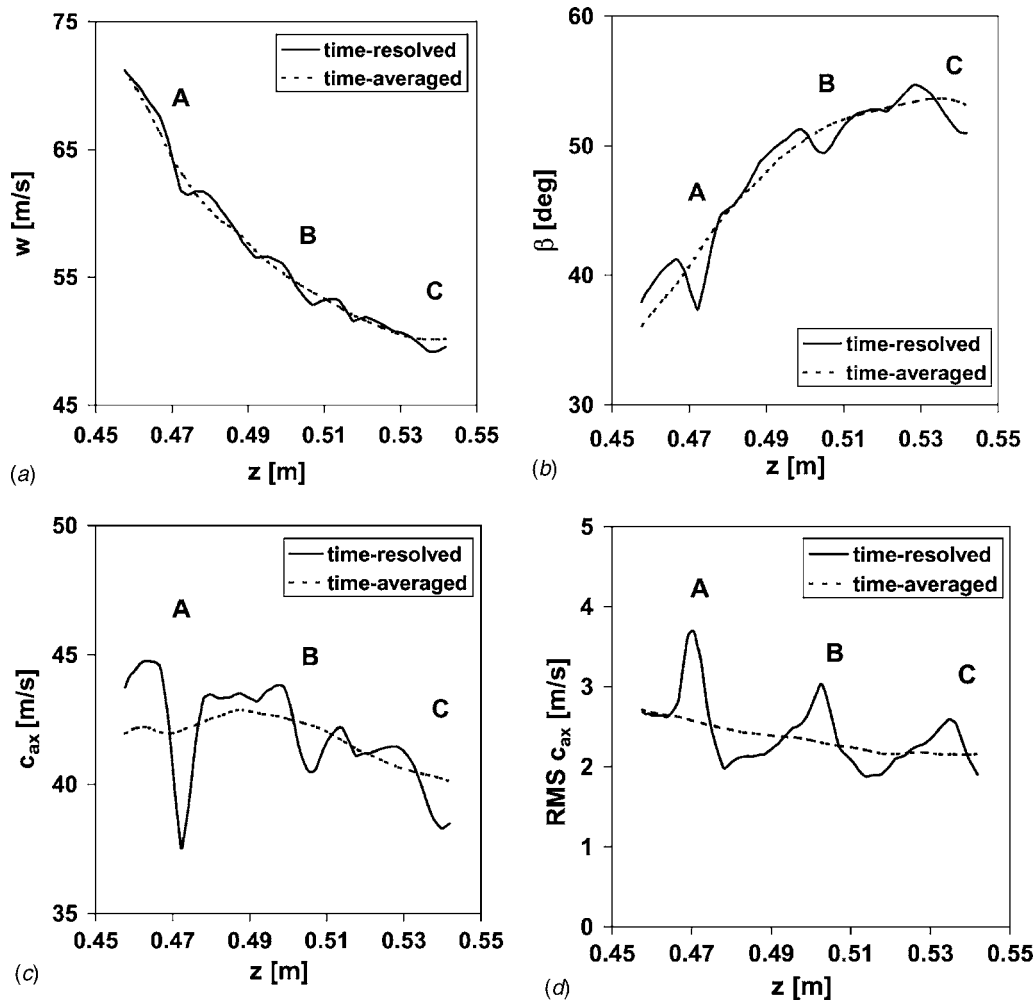 75
65
55
45
w [m/s]
time-resolved
time-averaged
A
B
C
0.45 0.47 0.49 0.51 0.53 0.55
z [m]
(a)
60
50
40
30
β [deg]
A
B
C
time-resolved
time-averaged
0.45 0.47 0.49 0.51 0.53 0.55
z [m]
(b)
50
45
40
35
cax [m/s]
time-resolved
time-averaged
A
B
C
0.45 0.47 0.49 0.51 0.53 0.55
z [m]
(c)
5
4
3
2
1
0
RMS cax [m/s]
time-resolved
time-averaged
A
B
C
0.45 0.47 0.49 0.51 0.53 0.55
z [m]
(d)